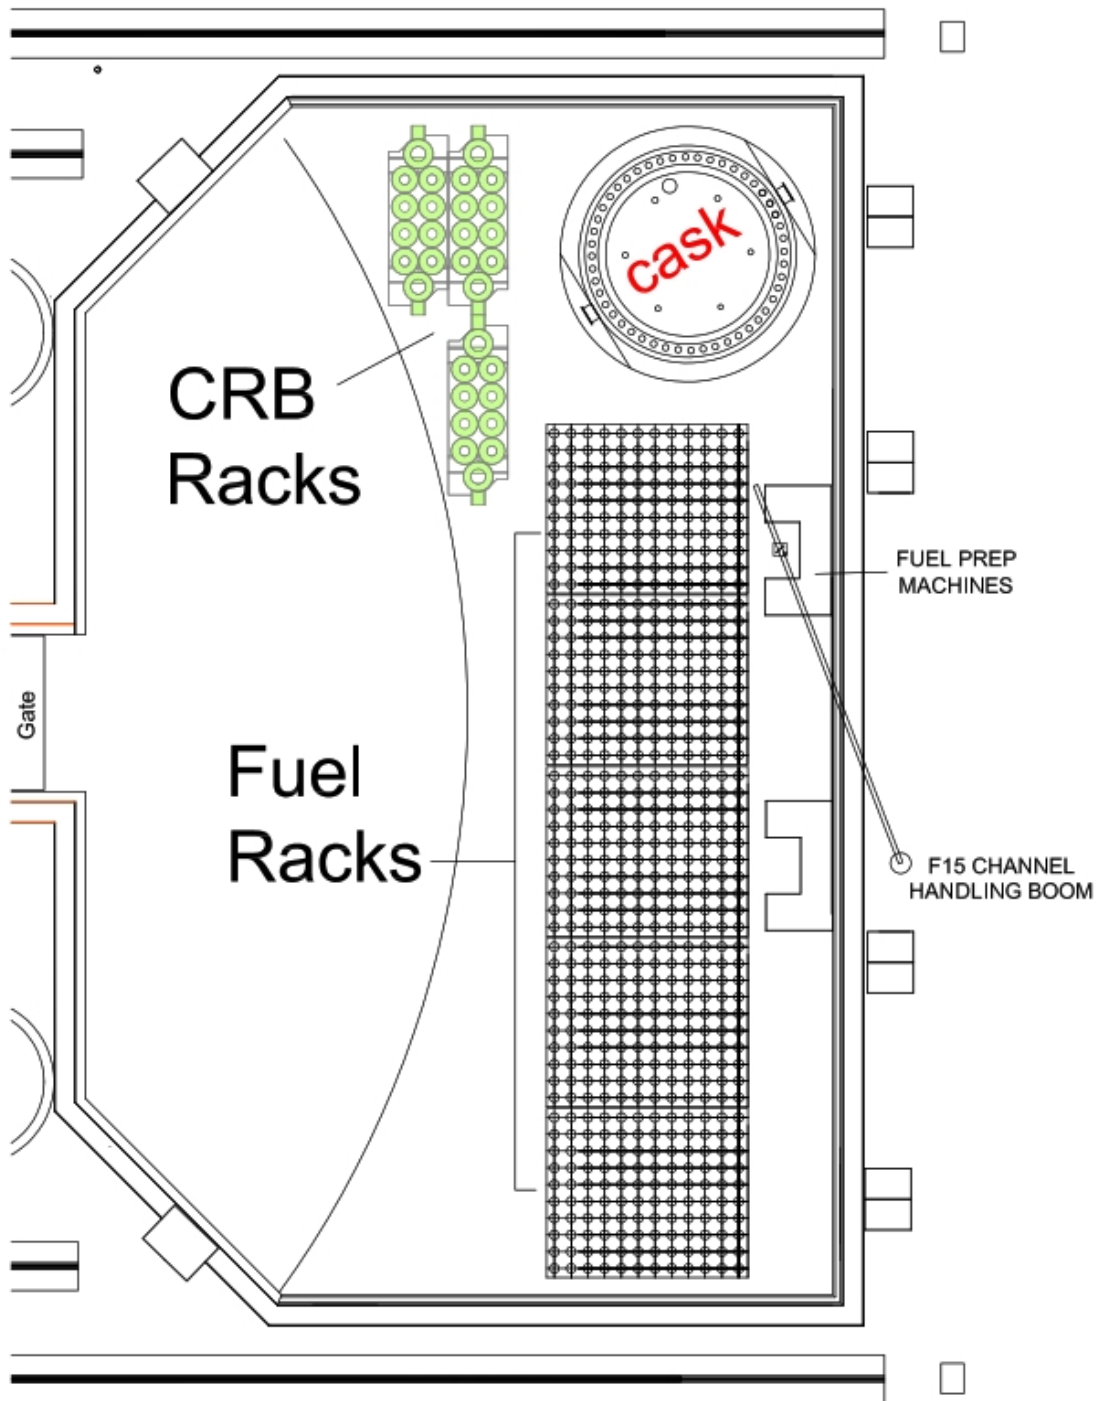 cask
CRB
Racks
FUEL PREP
MACHINES
Gate
Fuel
Racks
F15 CHANNEL
HANDLING BOOM